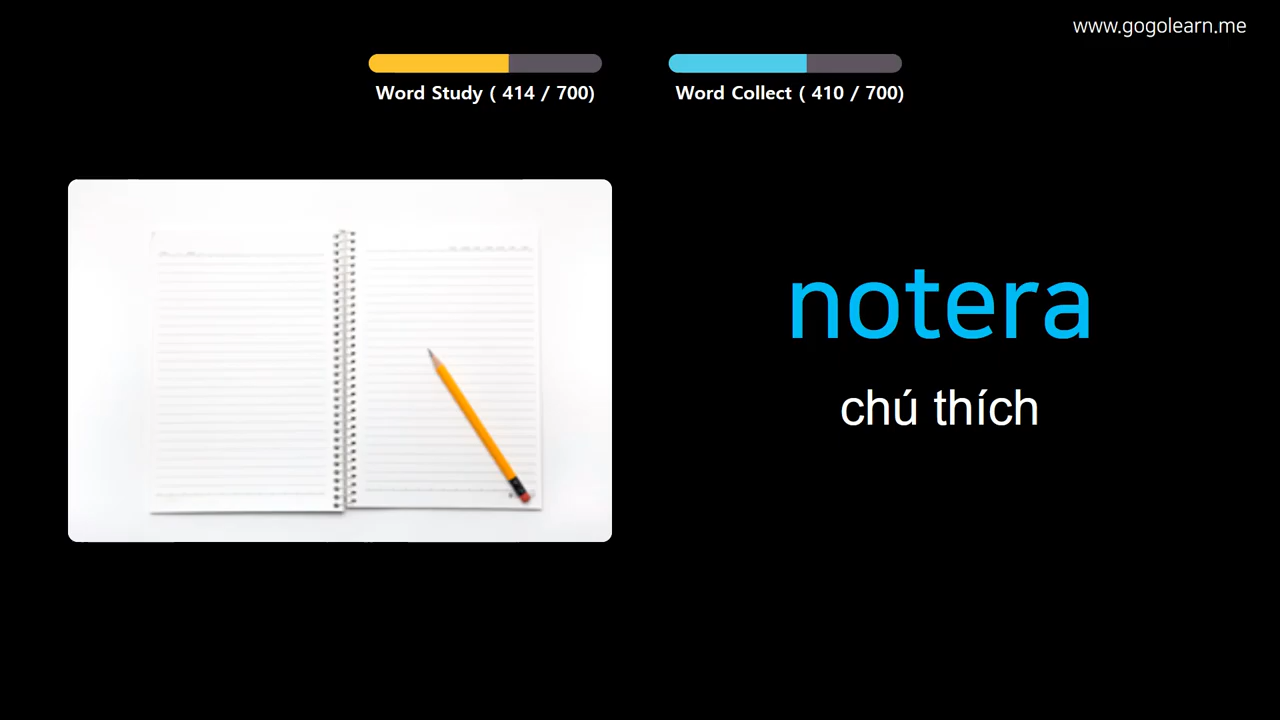 www.gogolearn.me
Word Study ( 414 / 700)
Word Collect ( 410 / 700)
notera
chú thích